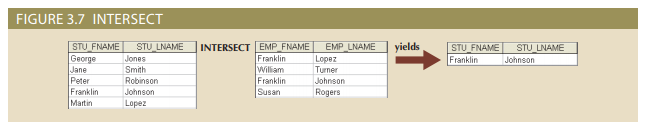 FIGURE 3.7 INTERSECT
STU_FNAME STU_LNAME INTERSECT EMP_FNAME EMP_LNAME yields STU_FNAME STU_LNAME
George Jones Franklin Lopez Franklin Johnson
Jane Smith William Turner
Peter Robinson Franklin Johnson
Franklin Johnson Susan Rogers
Martin Lopez